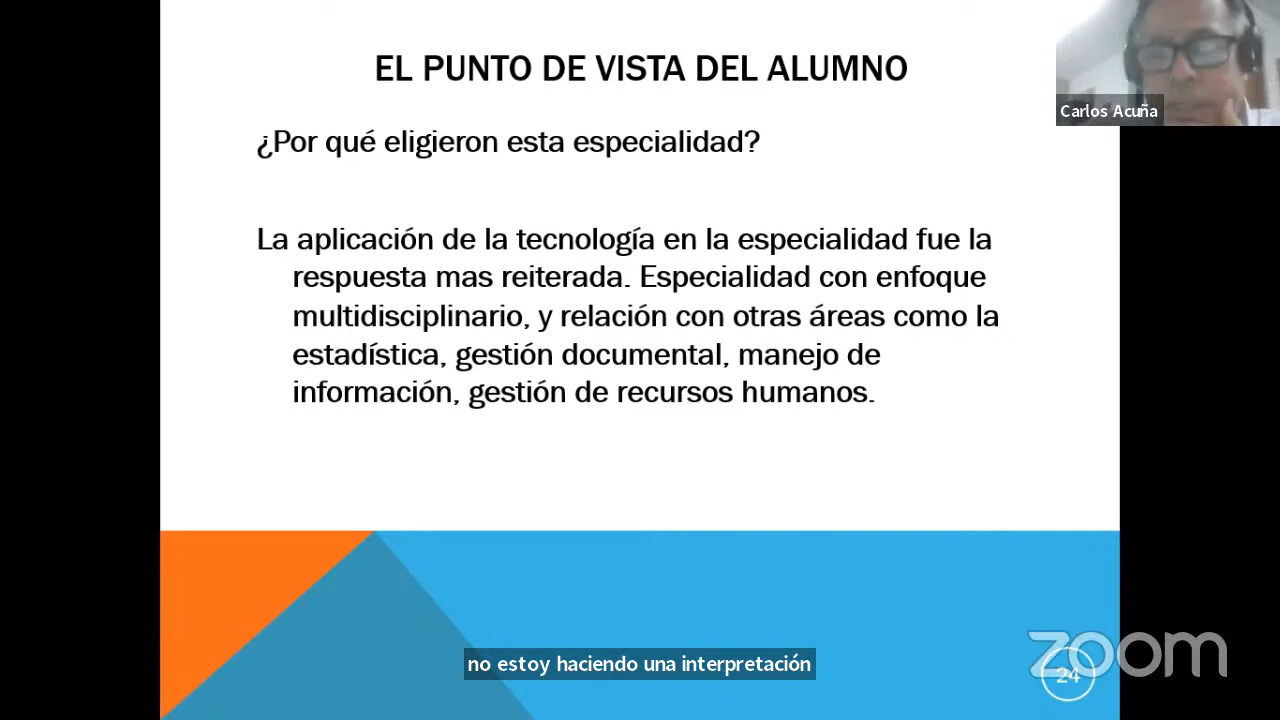 EL PUNTO DE VISTA DEL ALUMNO
Carlos Acuña
¿Por qué eligieron esta especialidad?
La aplicación de la tecnología en la especialidad fue la
respuesta mas reiterada. Especialidad con enfoque
multidisciplinario, y relación con otras áreas como la
estadística, gestión documental, manejo de
información, gestión de recursos humanos.
no estoy haciendo una interpretación
zoom
24